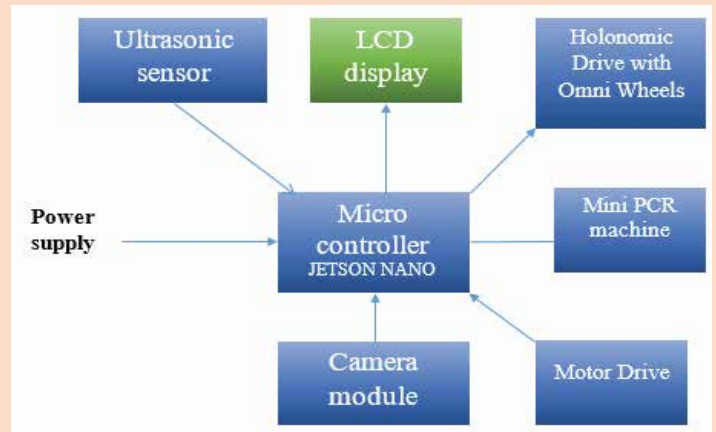 Ultrasonic
sensor
LCD
display
Holonomic
Drive with
Omni Wheels
Power
supply
Micro
controller
JETSON NANO
Mini PCR
machine
Camera
module
Motor Drive